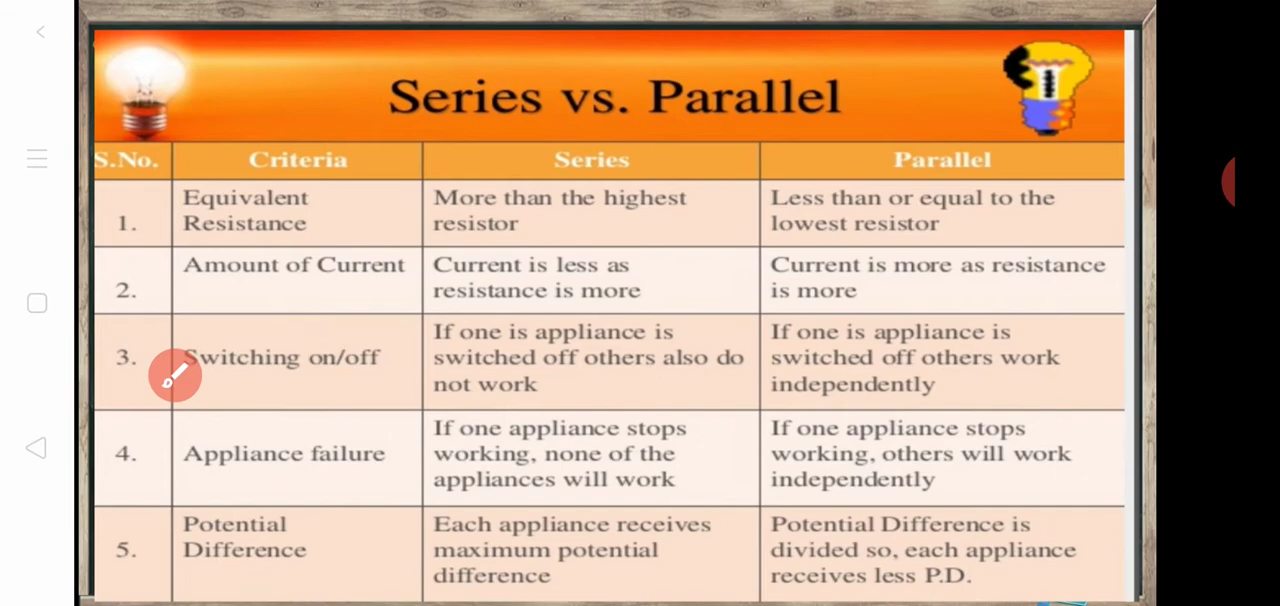 Series vs. Parallel
S.No. Criteria Series Parallel
1.
Equivalent
Resistance
More than the highest
resistor
Less than or equal to the
lowest resistor
2.
Amount of Current
Current is less as
resistance is more
Current is more as resistance
is more
3.
Switching on/off
If one is appliance is
switched off others also do
not work
If one is appliance is
switched off others work
independently
4.
Appliance failure
If one appliance stops
working, none of the
appliances will work
If one appliance stops
working, others will work
independently
5.
Potential
Difference
Each appliance receives
maximum potential
difference
Potential Difference is
divided so, each appliance
receives less P.D.